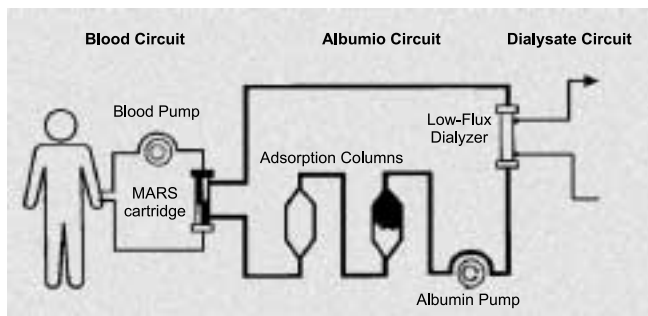 Blood Circuit
Albumio Circuit
Dialysate Circuit
Blood Pump
Low-Flux
Dialyzer
Adsorption Columns
MARS
cartridge
Albumin Pump